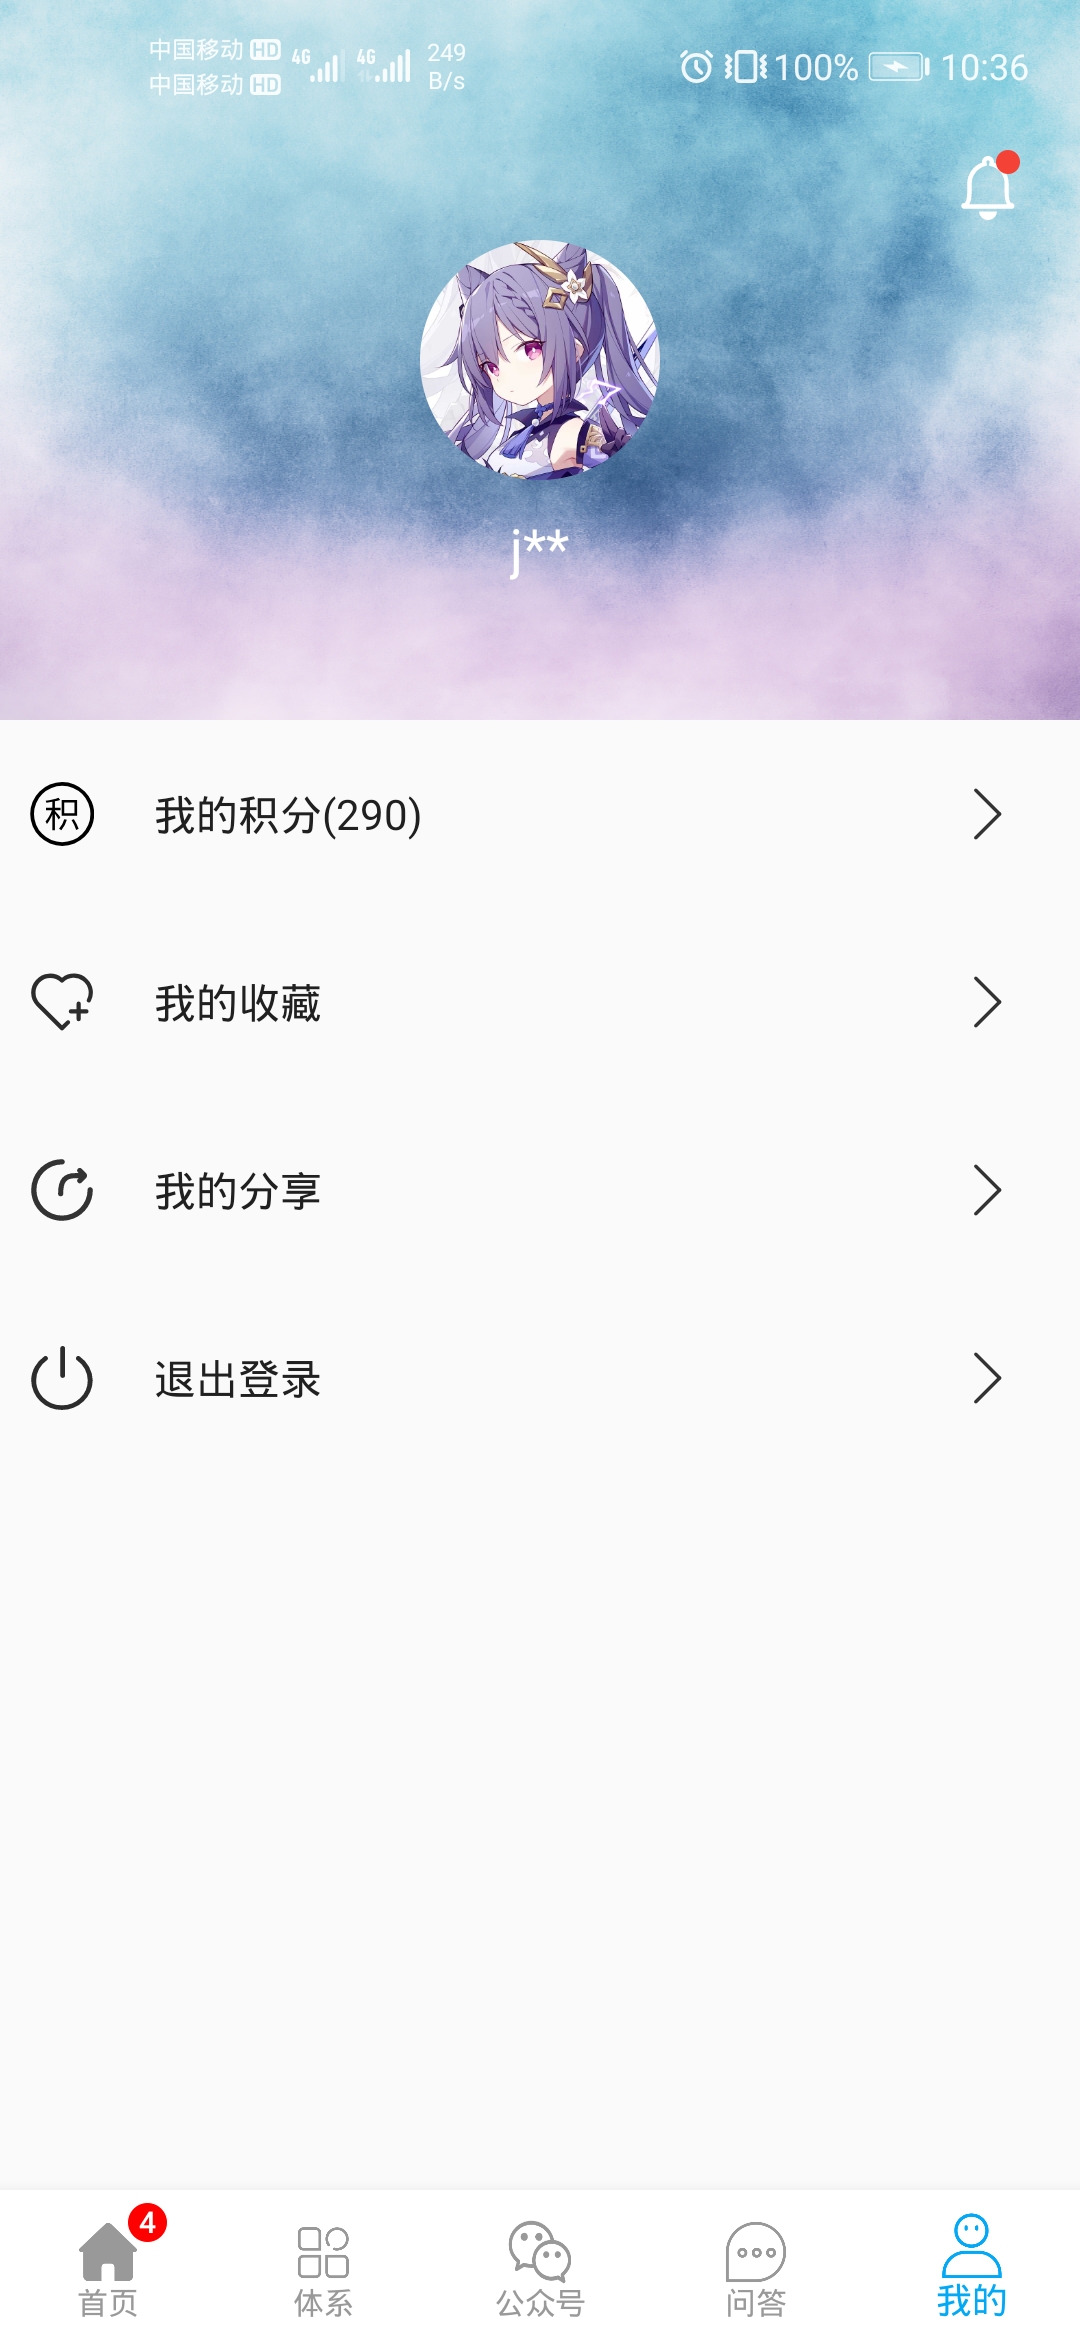 中国移动 HD 4G 4G 249
中国移动 HD B/s
100% 10:36
j**
积 我的积分(290)
我的收藏
我的分享
退出登录
4
首页 体系 公众号 问答 我的